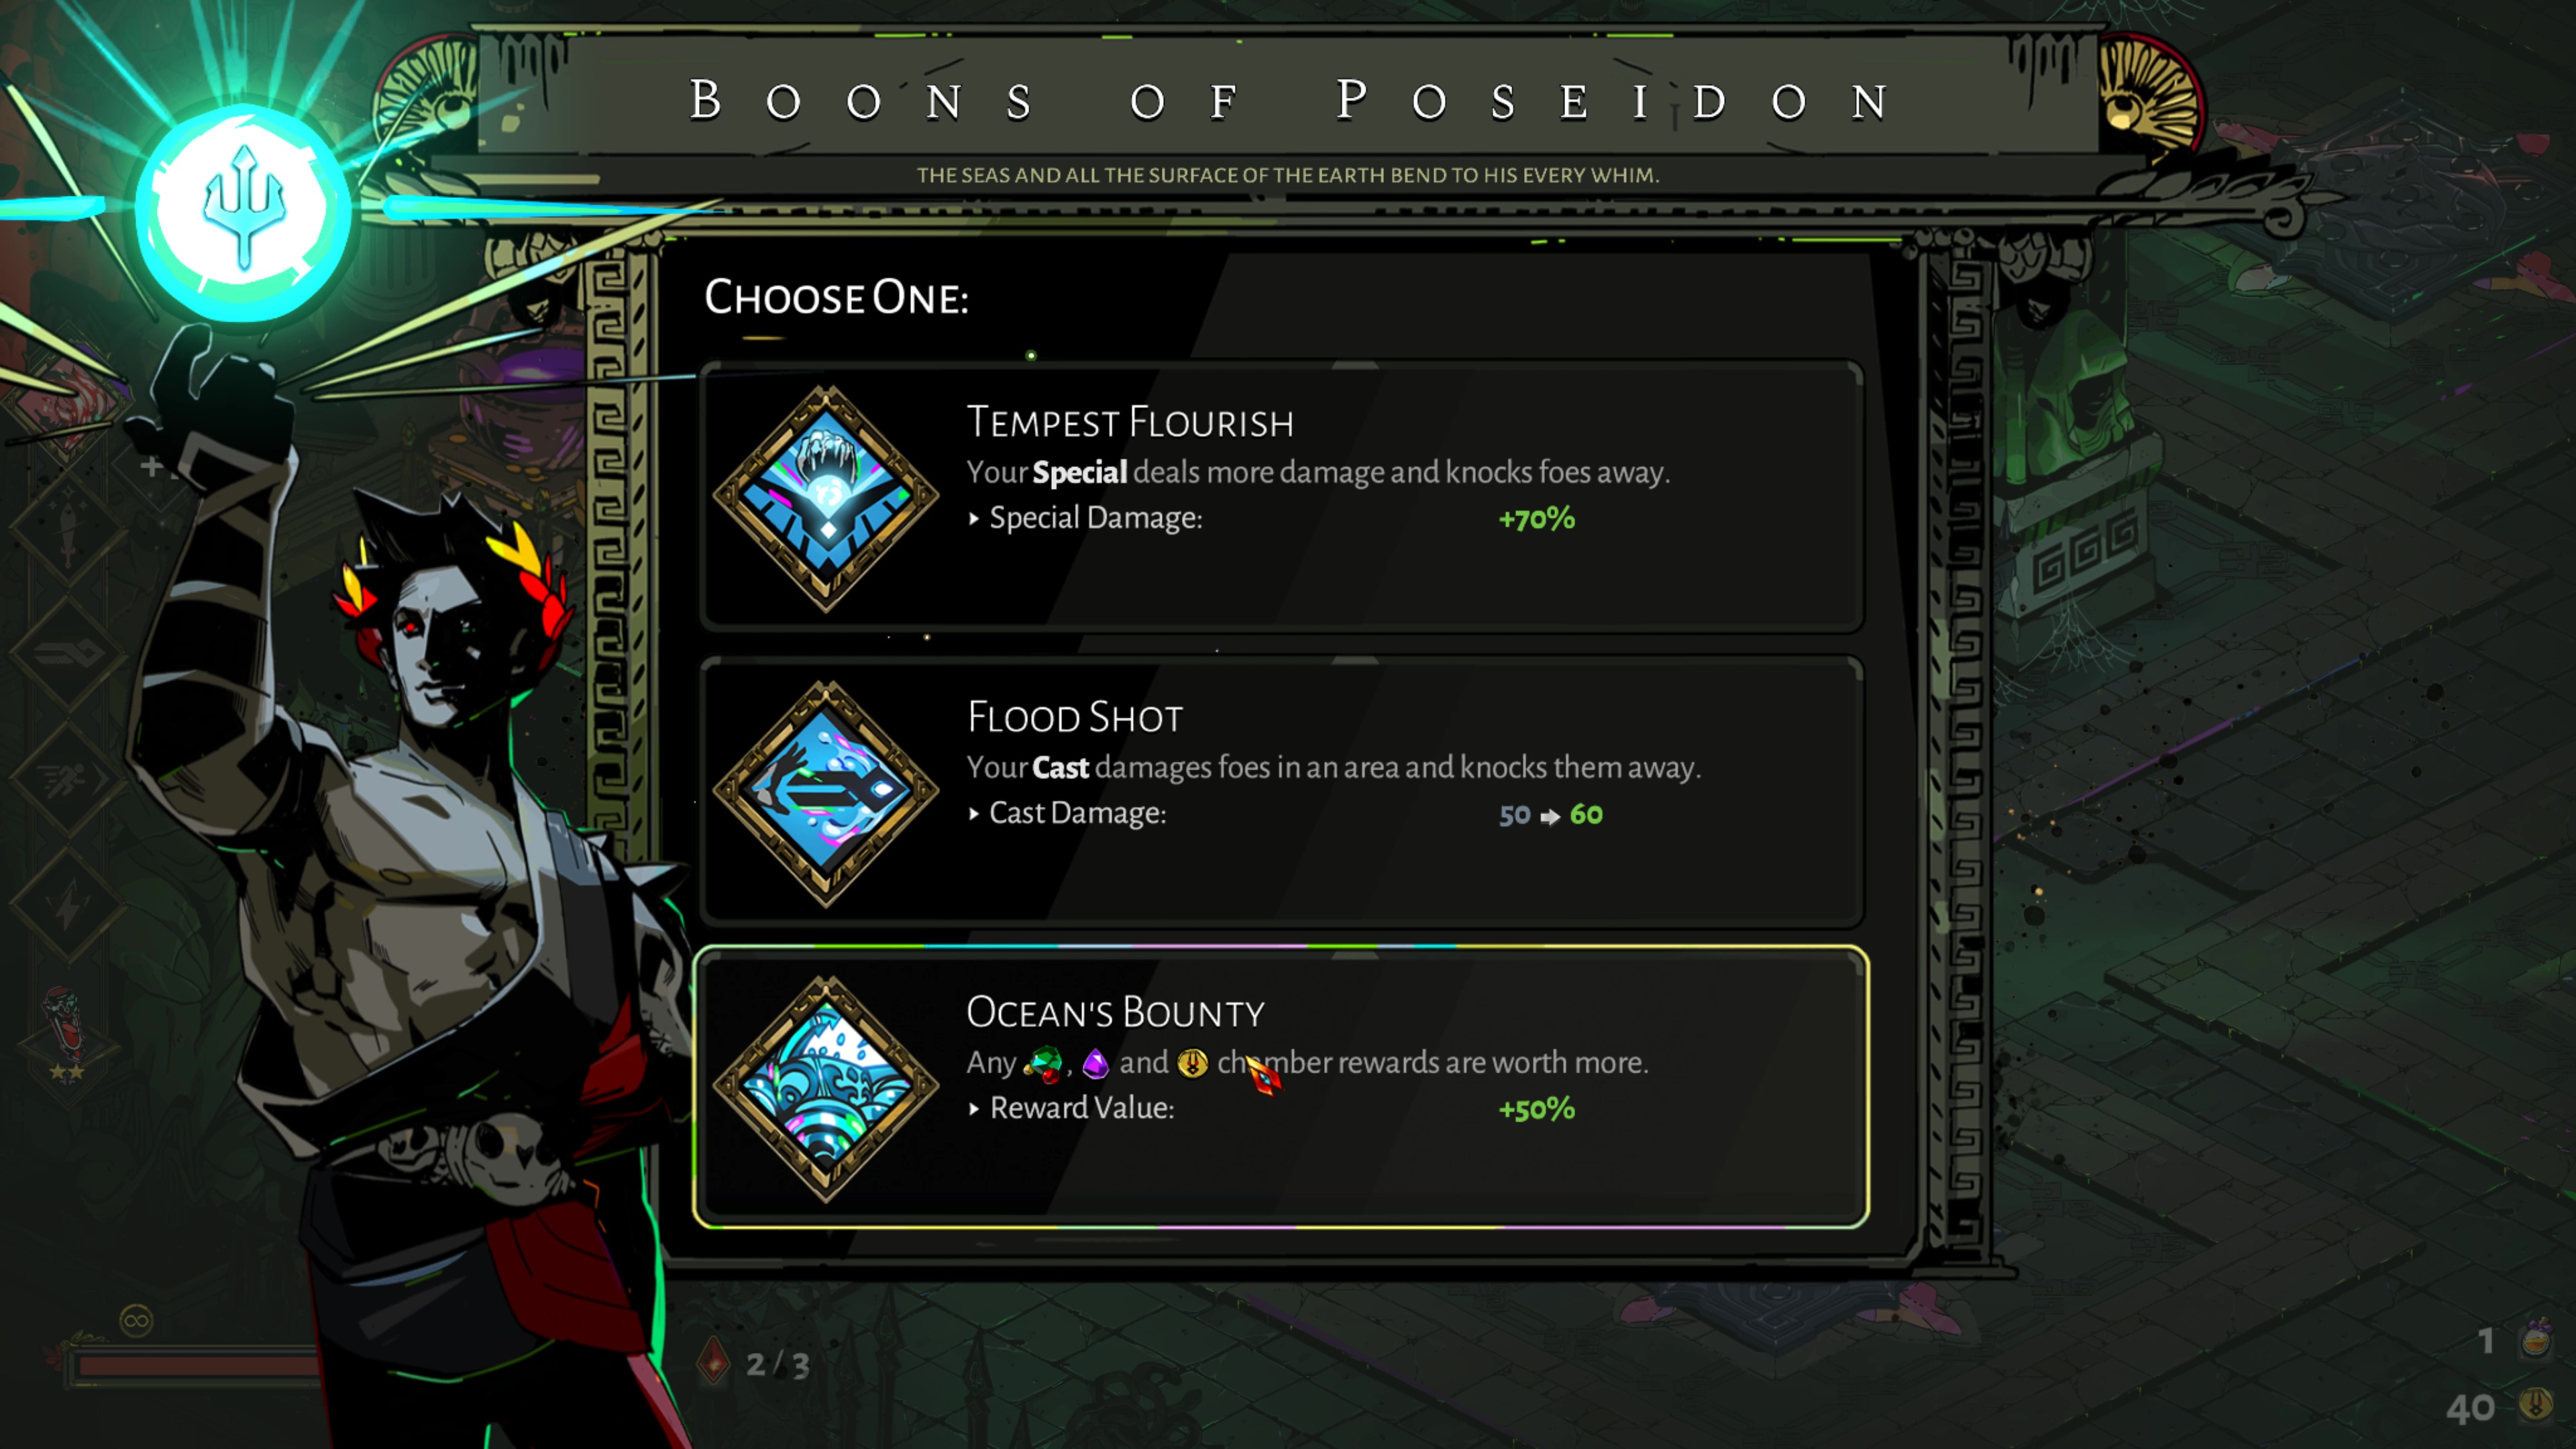 BOONS OF POSEIDON
THE SEAS AND ALL THE SURFACE OF THE EARTH BEND TO HIS EVERY WHIM.
CHOOSE ONE:
TEMPEST FLOURISH
Your Special deals more damage and knocks foes away.
‣ Special Damage: +70%
FLOOD SHOT
Your Cast damages foes in an area and knocks them away.
‣ Cast Damage: 50 ➡ 60
OCEAN'S BOUNTY
Any , and chamber rewards are worth more.
‣ Reward Value: +50%
2/3
1
40